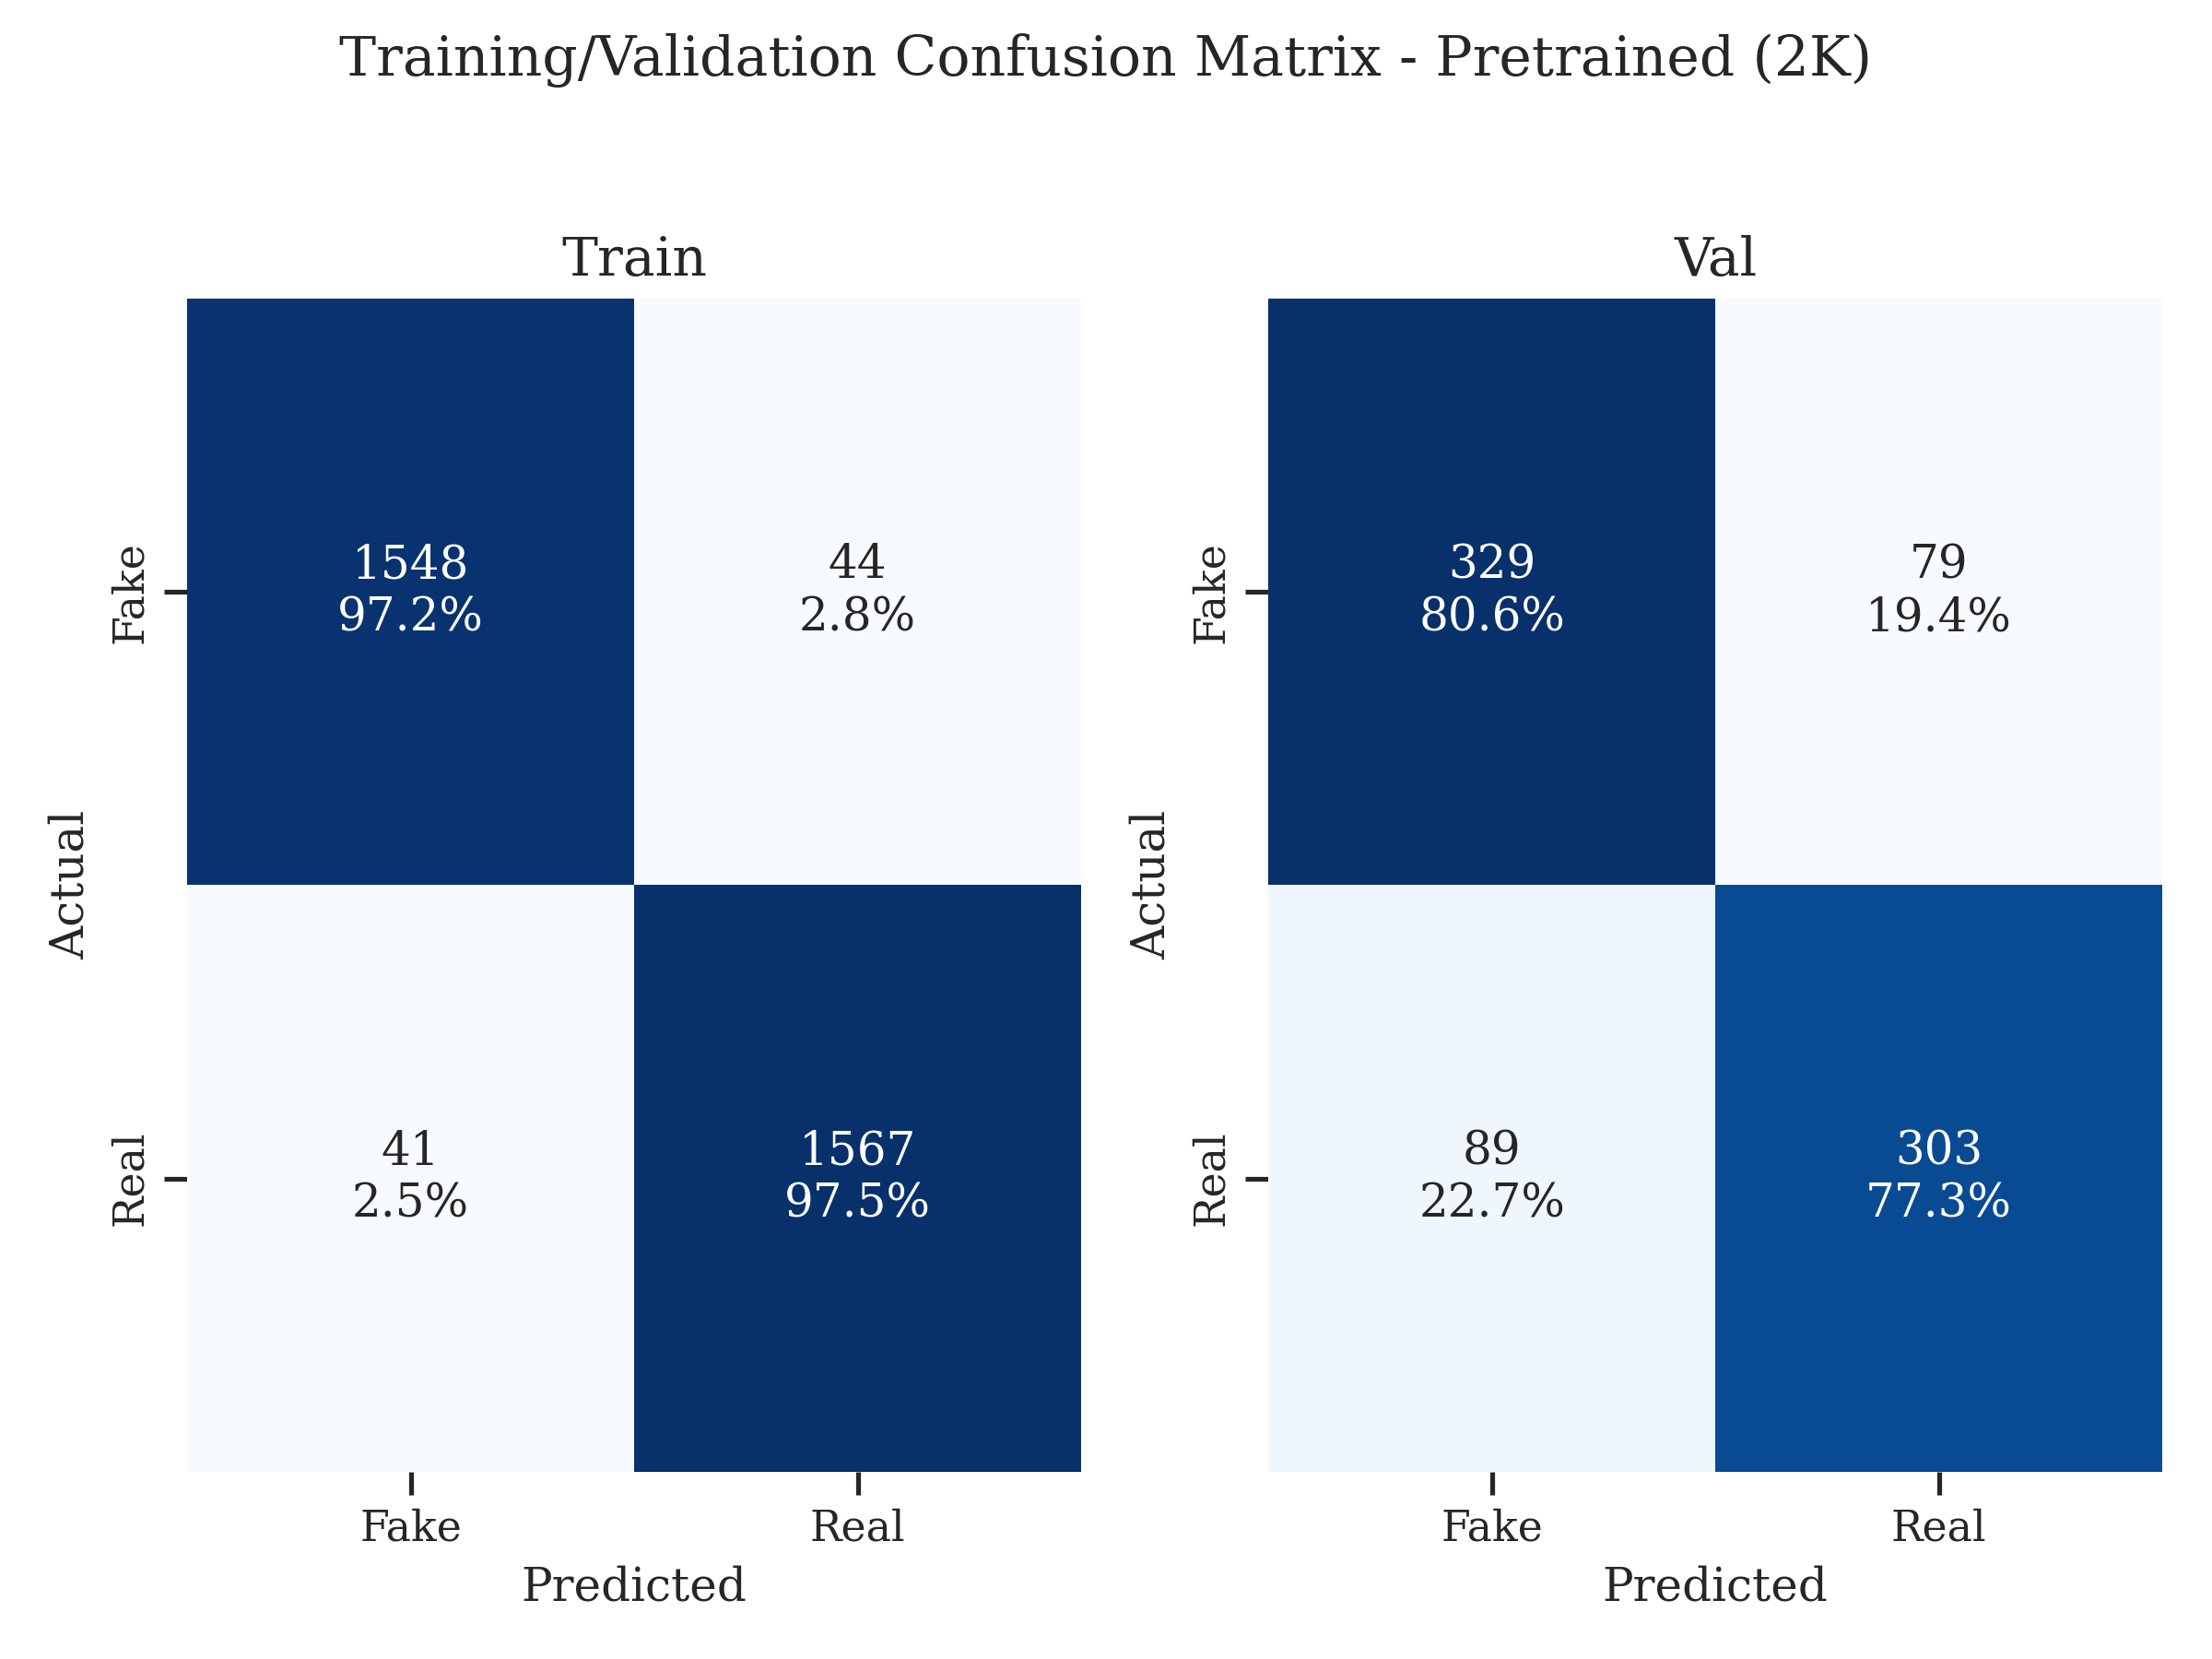 Training/Validation Confusion Matrix - Pretrained (2K)
Train
Actual
Fake
Real
1548
97.2%
44
2.8%
41
2.5%
1567
97.5%
Fake
Real
Predicted
Val
Actual
Fake
Real
329
80.6%
79
19.4%
89
22.7%
303
77.3%
Fake
Real
Predicted